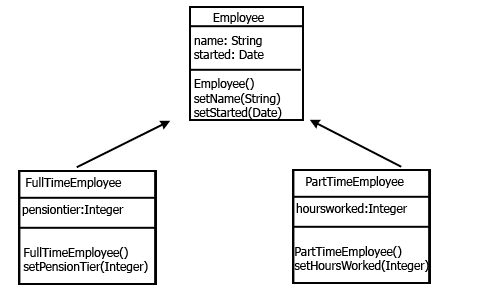 Employee
name: String
started: Date
Employee()
setName(String)
setStarted(Date)
FullTimeEmployee
pensiontier:Integer
FullTimeEmployee()
setPensionTier(Integer)
PartTimeEmployee
hoursworked:Integer
PartTimeEmployee()
setHoursWorked(Integer)